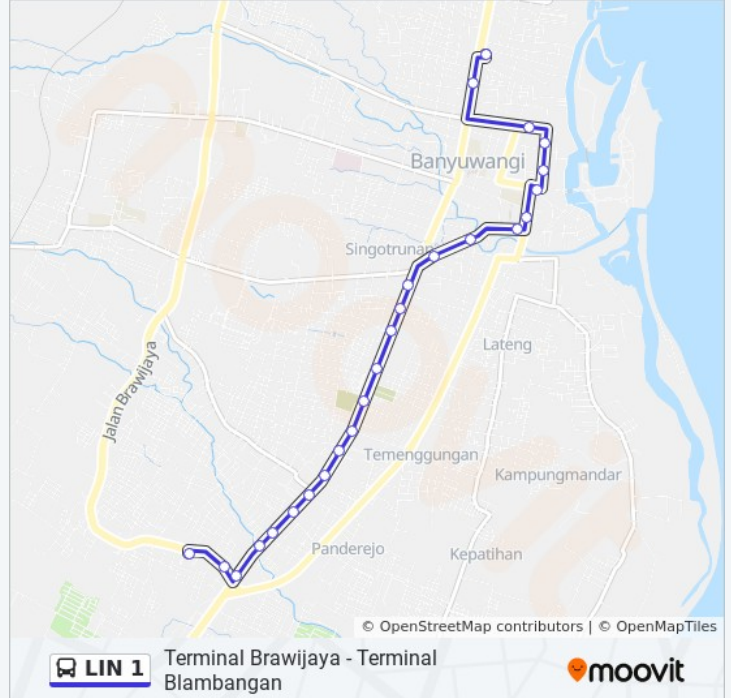 Banyuwangi
Singotrunan
Lateng
Jalan Brawijaya
Temenggungan
Kampungmandar
Panderejo
Kepatihan
© OpenStreetMap contributors | © OpenMapTiles
LIN 1
Terminal Brawijaya - Terminal
Blambangan
moovit